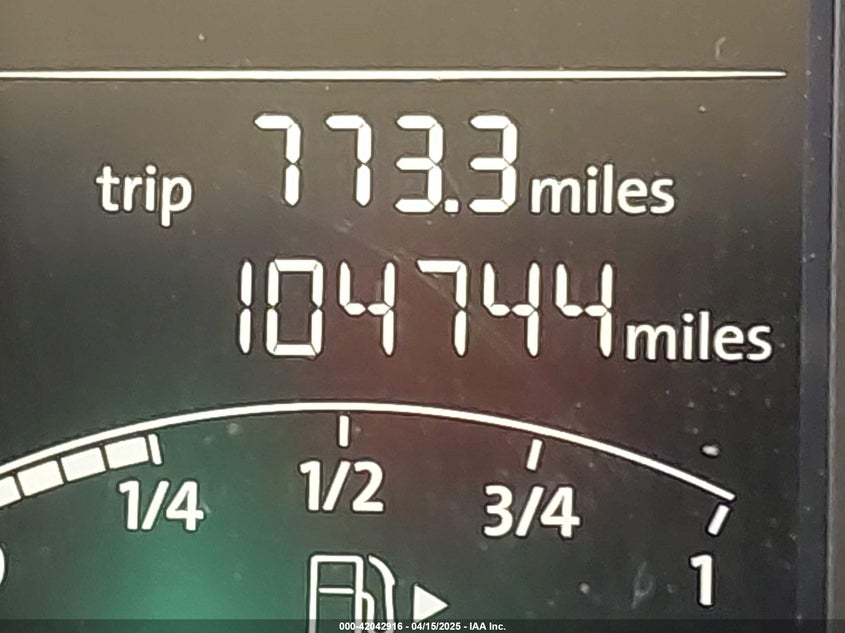 trip 773.3 miles
104744 miles
1/4 1/2 3/4 1
000-42042916 - 04/15/2025 - IAA Inc.